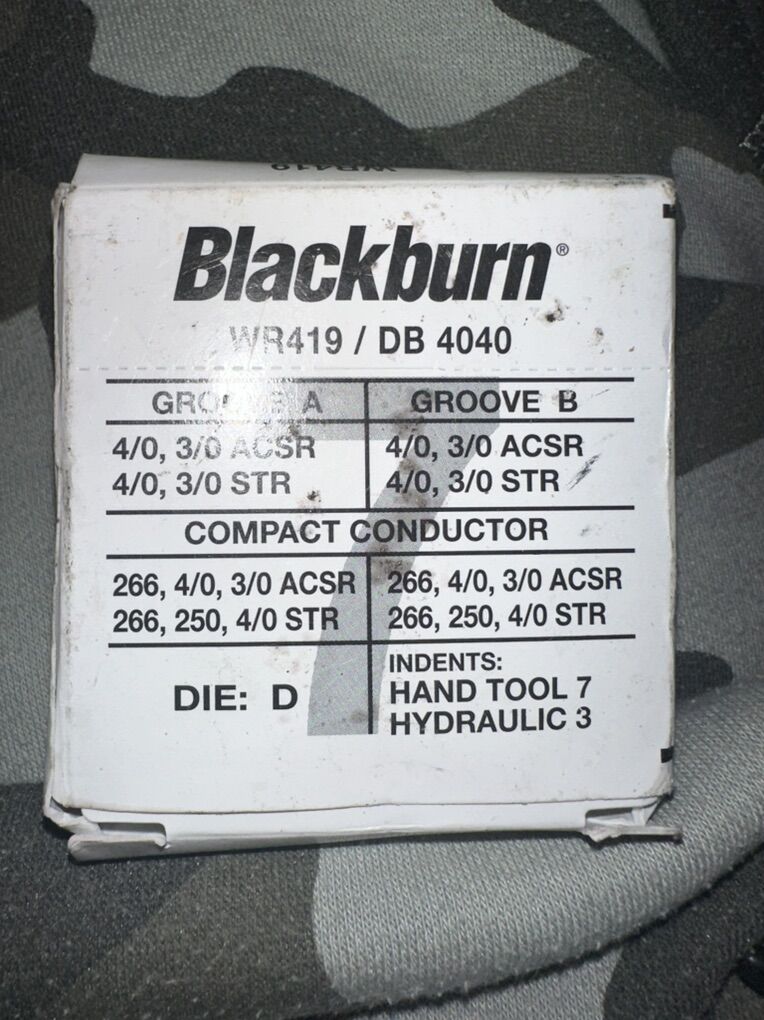 Blackburn®
WR419 / DB 4040
GROOVE A GROOVE B
4/0, 3/0 ACSR 4/0, 3/0 ACSR
4/0, 3/0 STR 4/0, 3/0 STR
COMPACT CONDUCTOR
266, 4/0, 3/0 ACSR 266, 4/0, 3/0 ACSR
266, 250, 4/0 STR 266, 250, 4/0 STR
INDENTS:
DIE: D HAND TOOL 7
HYDRAULIC 3
7